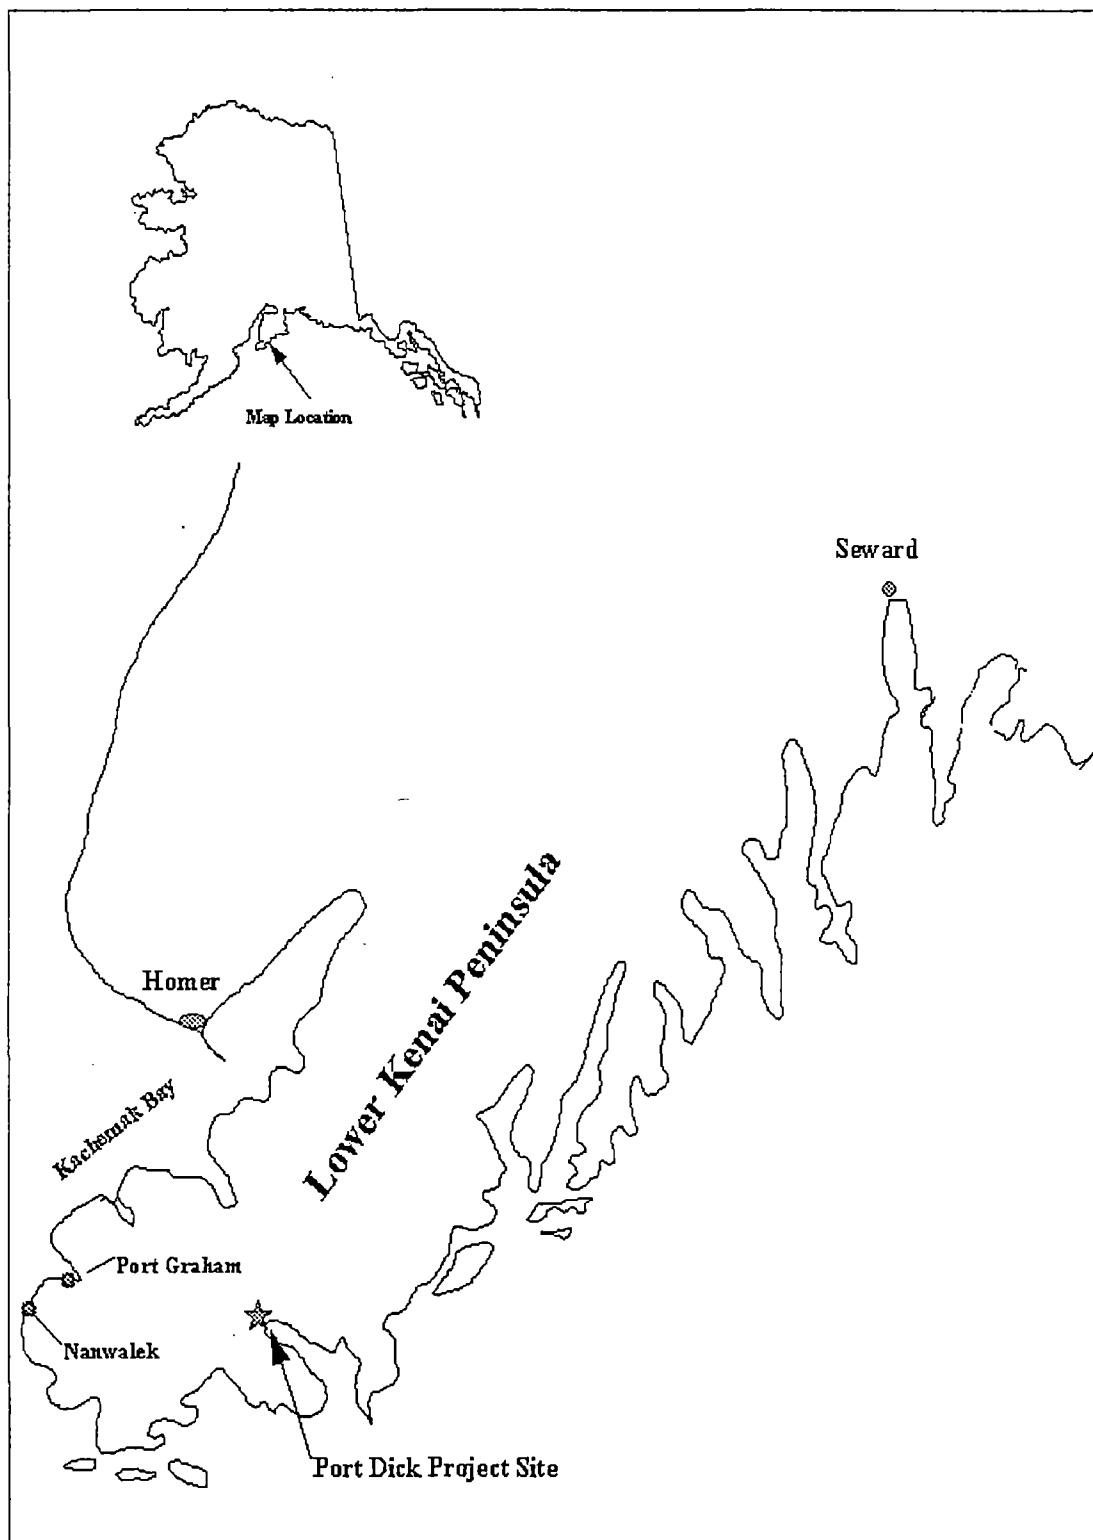 Map Location
Seward
Homer
Lower Kenai Peninsula
Kachemak Bay
Port Graham
Nanwalek
Port Dick Project Site